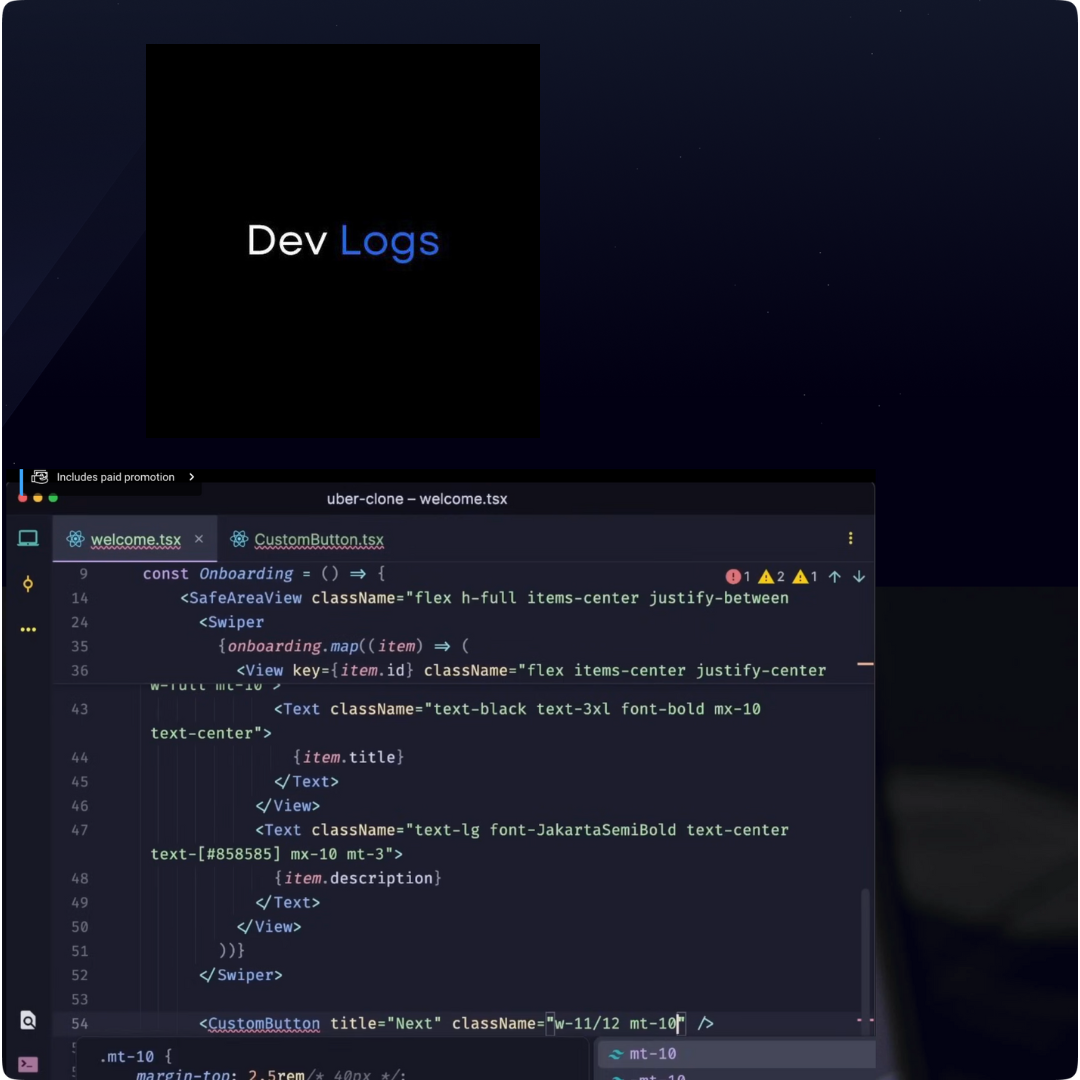 Dev Logs
Includes paid promotion
uber-clone – welcome.tsx
welcome.tsx × CustomButton.tsx
9 const Onboarding = () => {
1 2 1
14 <SafeAreaView className="flex h-full items-center justify-between
24 <Swiper
35 {onboarding.map((item) => (
36 <View key={item.id} className="flex items-center justify-center
w-full mt-10">
43 <Text className="text-black text-3xl font-bold mx-10
text-center">
44 {item.title}
45 </Text>
46 </View>
47 <Text className="text-lg font-JakartaSemiBold text-center
text-[#858585] mx-10 mt-3">
48 {item.description}
49 </Text>
50 </View>
51 ))}
52 </Swiper>
53
54 <CustomButton title="Next" className="w-11/12 mt-10" />
.mt-10 {
margin-top: 2.5rem/* 40px */;
mt-10
-mt-10